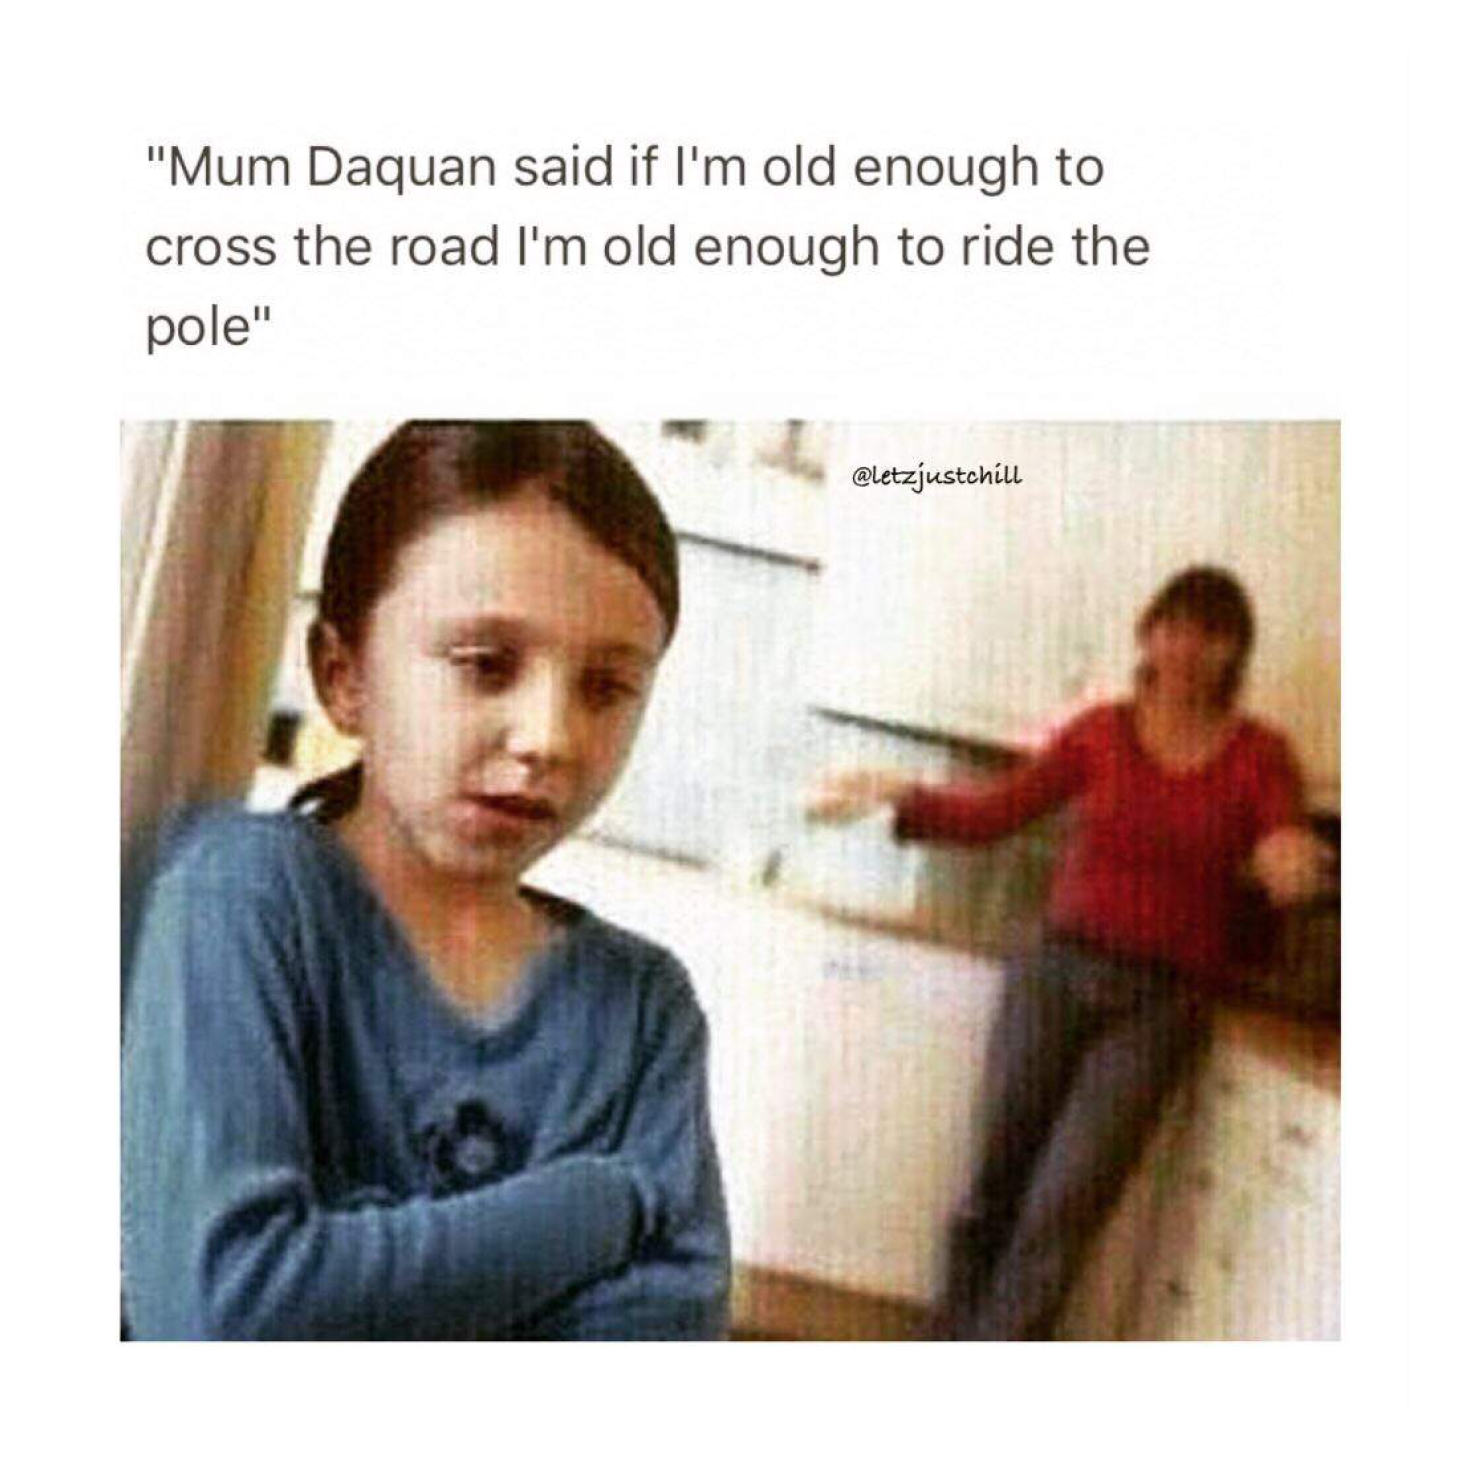 "Mum Daquan said if I'm old enough to
cross the road I'm old enough to ride the
pole"
@letzjustchill